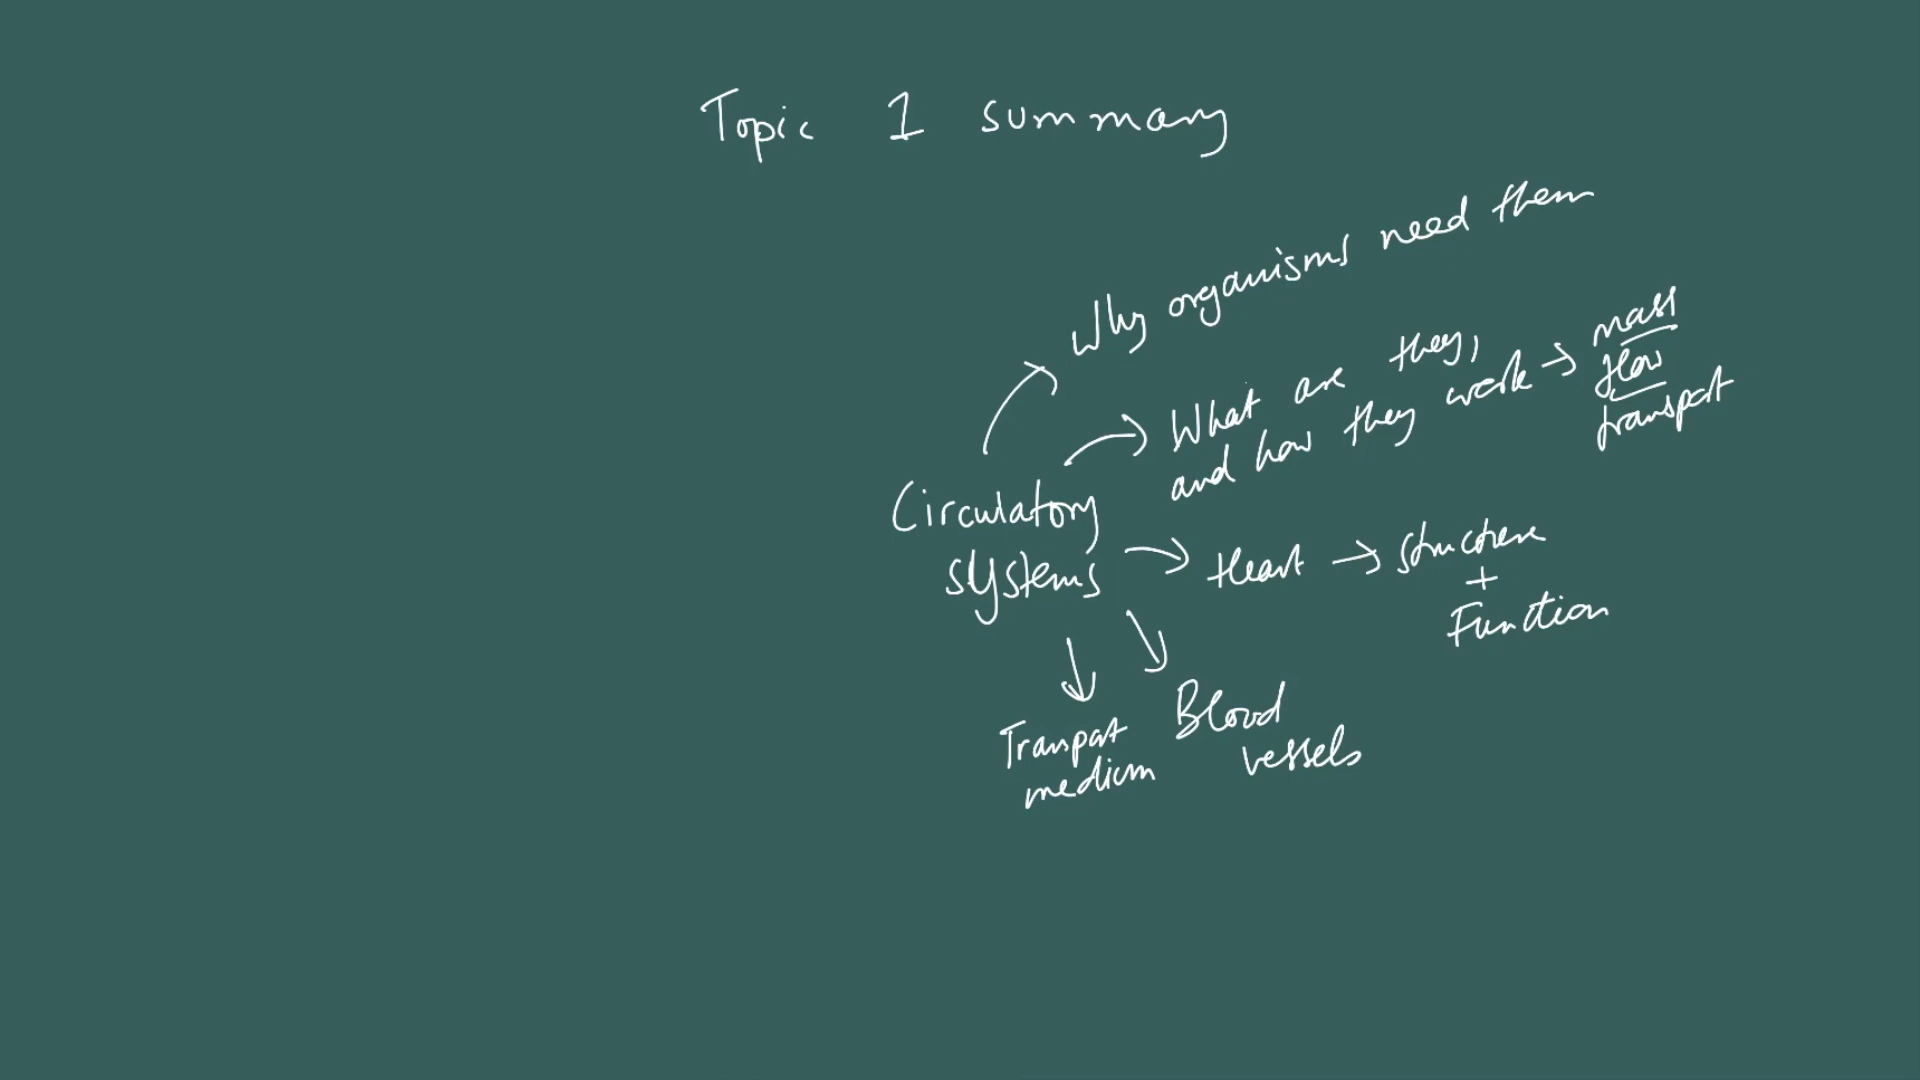 Topic 1 summary
Why organisms need them
What are they,
and how they work →
mass
flow
transport
Circulatory
systems
Heart → Structure
+
Function
Transport
medium
Blood
vessels